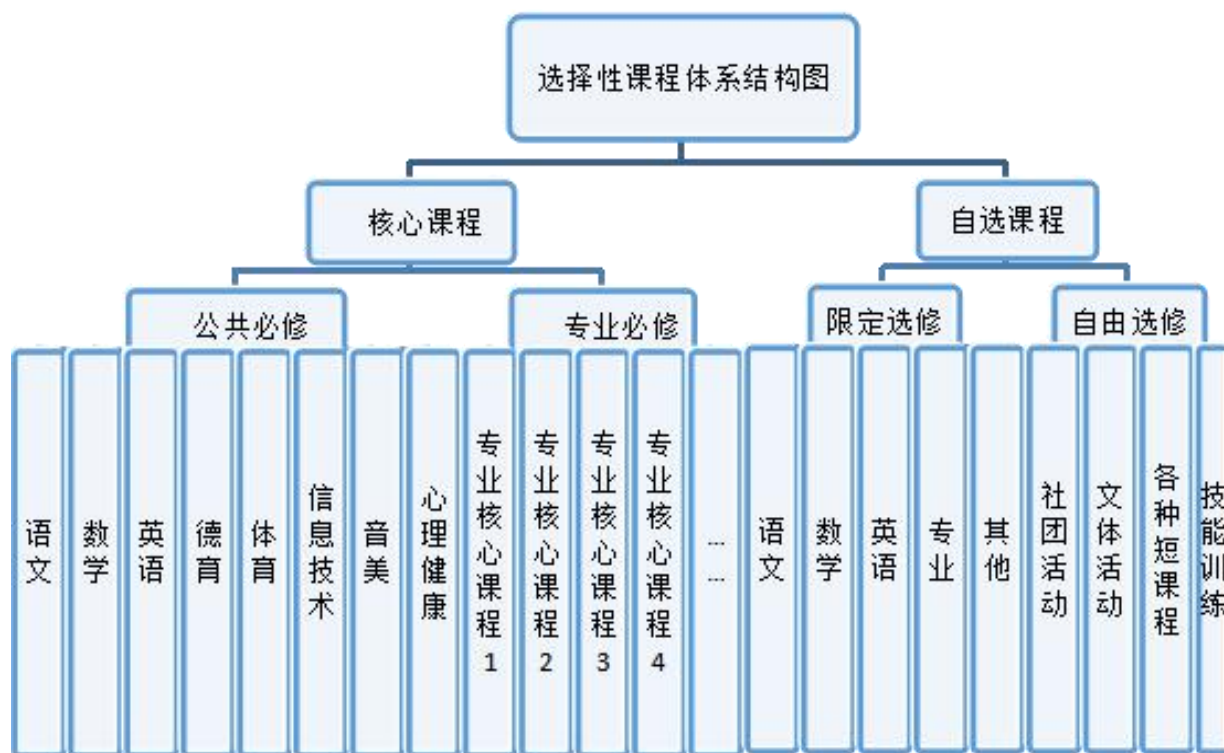 选择性课程体系结构图
核心课程
自选课程
公共必修
专业必修
限定选修
自由选修
语文
数学
英语
德育
体育
信息技术
音美
心理健康
专业核心课程1
专业核心课程2
专业核心课程3
专业核心课程4
……
语文
数学
英语
专业
其他
社团活动
文体活动
各种短课程
技能训练